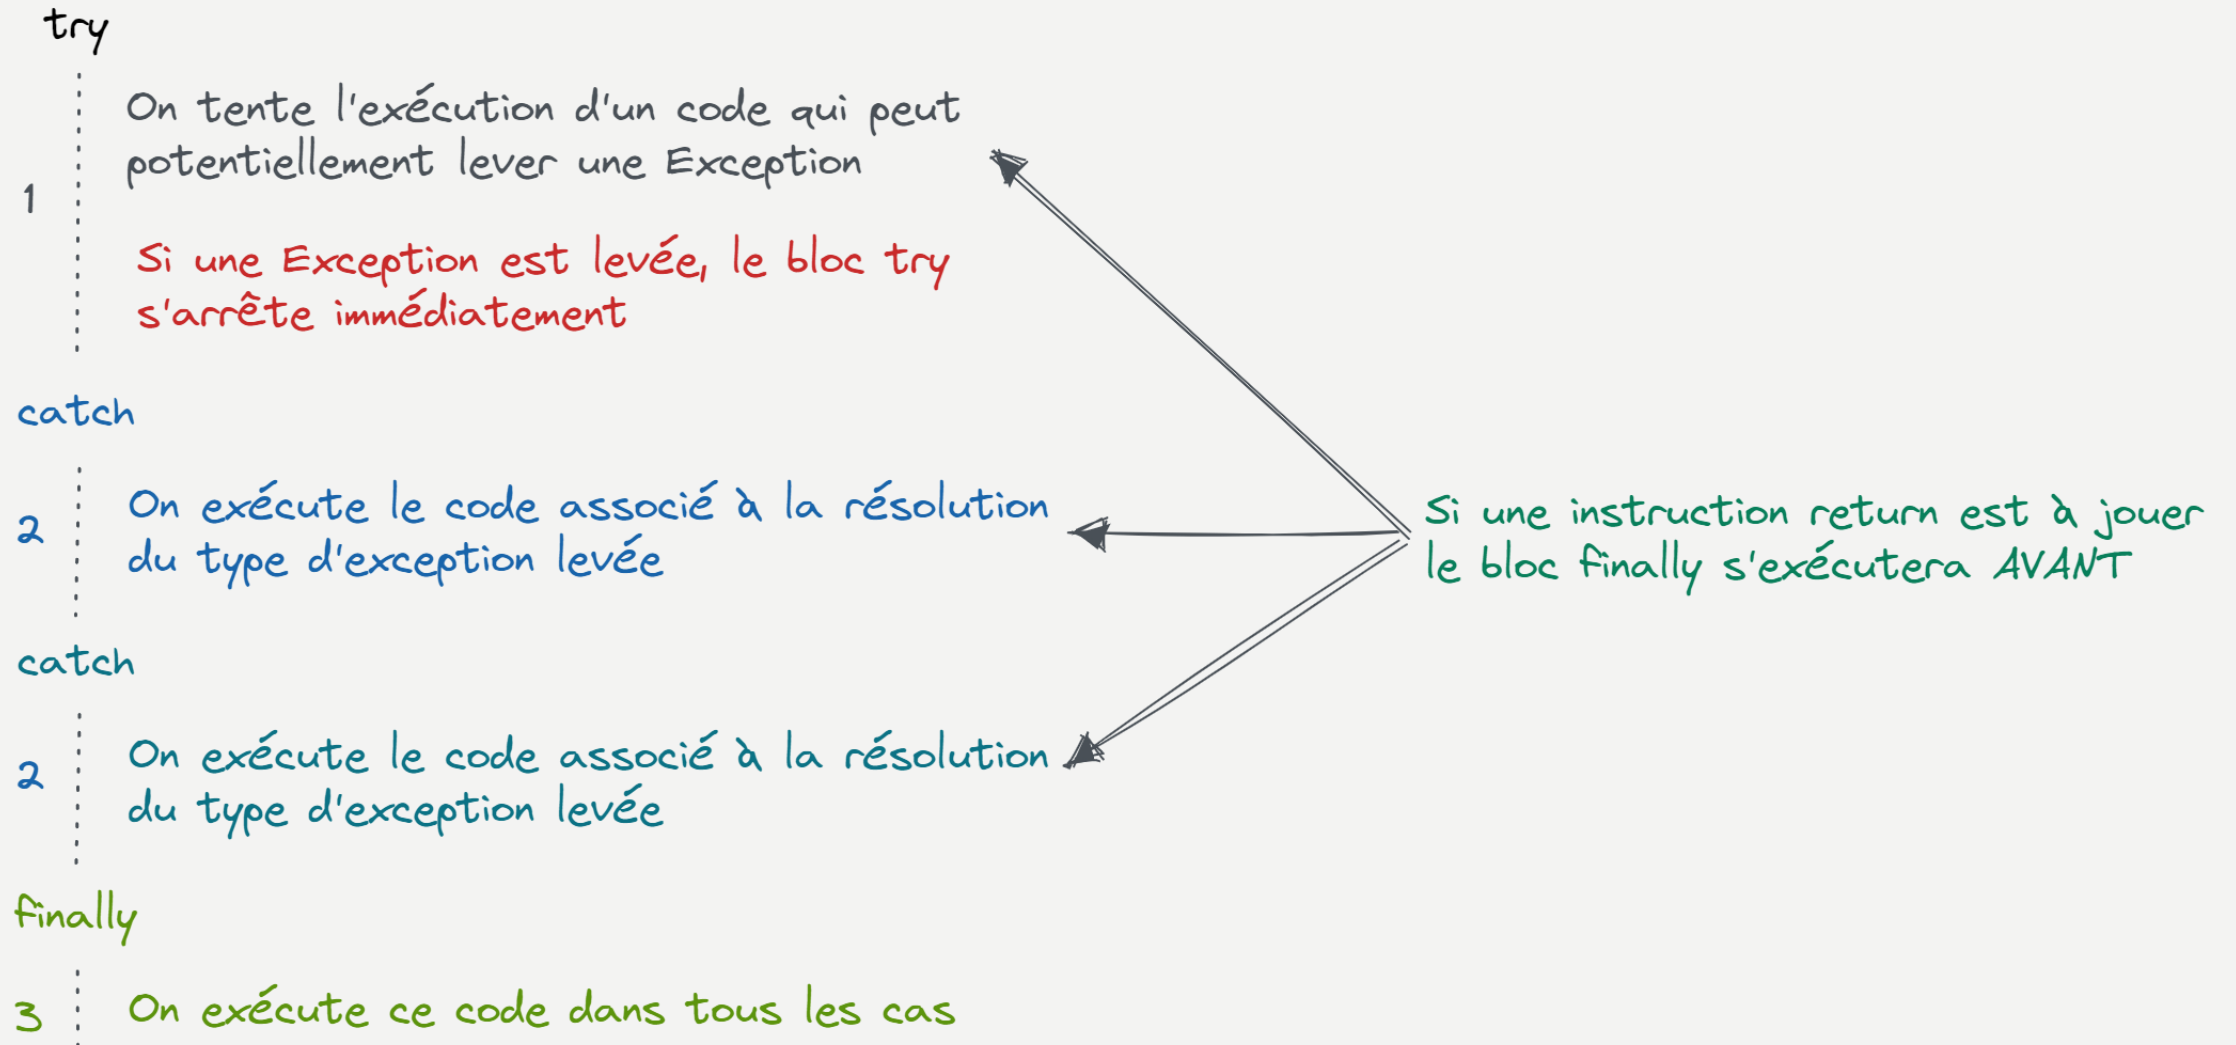 try
On tente l'exécution d'un code qui peut
potentiellement lever une Exception
1
Si une Exception est levée, le bloc try
s'arrête immédiatement
catch
2
On exécute le code associé à la résolution
du type d'exception levée
Si une instruction return est à jouer
le bloc finally s'exécutera AVANT
catch
2
On exécute le code associé à la résolution
du type d'exception levée
finally
3
On exécute ce code dans tous les cas